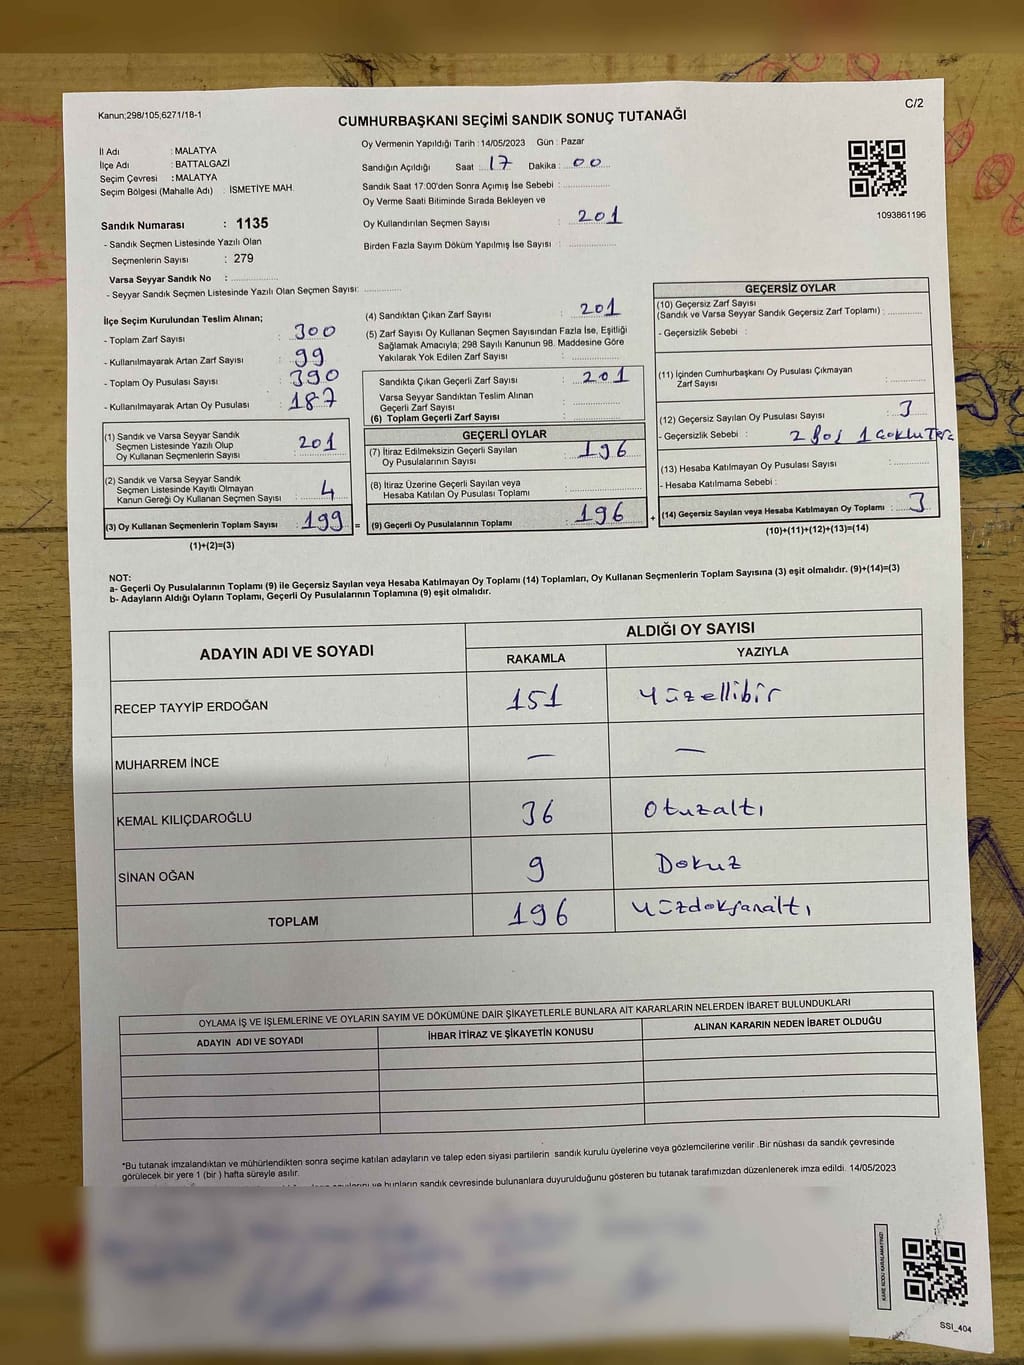 Kanun;298/105;6271/18-1
C/2
CUMHURBAŞKANI SEÇİMİ SANDIK SONUÇ TUTANAĞI
İl Adı : MALATYA
İlçe Adı : BATTALGAZİ
Seçim Çevresi : MALATYA
Seçim Bölgesi (Mahalle Adı) : İSMETİYE MAH.
Sandık Numarası : 1135
- Sandık Seçmen Listesinde Yazılı Olan
Seçmenlerin Sayısı : 279
Varsa Seyyar Sandık No :
- Seyyar Sandık Seçmen Listesinde Yazılı Olan Seçmen Sayısı:
Oy Vermenin Yapıldığı Tarih : 14/05/2023 Gün : Pazar
Sandığın Açıldığı Saat : 17 Dakika : 00
Sandık Saat 17:00'den Sonra Açımış İse Sebebi :
Oy Verme Saati Bitiminde Sırada Bekleyen ve
Oy Kullandırılan Seçmen Sayısı : 201
Birden Fazla Sayım Döküm Yapılmış İse Sayısı :
1093861196
İlçe Seçim Kurulundan Teslim Alınan;
- Toplam Zarf Sayısı : 300
- Kullanılmayarak Artan Zarf Sayısı : 99
- Toplam Oy Pusulası Sayısı : 390
- Kullanılmayarak Artan Oy Pusulası : 187
(1) Sandık ve Varsa Seyyar Sandık
Seçmen Listesinde Yazılı Olup
Oy Kullanan Seçmenlerin Sayısı : 201
(2) Sandık ve Varsa Seyyar Sandık
Seçmen Listesinde Kayıtlı Olmayan
Kanun Gereği Oy Kullanan Seçmen Sayısı : 4
(3) Oy Kullanan Seçmenlerin Toplam Sayısı : 199 =
(1)+(2)=(3)
(4) Sandıktan Çıkan Zarf Sayısı : 201
(5) Zarf Sayısı Oy Kullanan Seçmen Sayısından Fazla İse, Eşitliği
Sağlamak Amacıyla; 298 Sayılı Kanunun 98. Maddesine Göre
Yakılarak Yok Edilen Zarf Sayısı :
Sandıkta Çıkan Geçerli Zarf Sayısı : 201
Varsa Seyyar Sandıktan Teslim Alınan
Geçerli Zarf Sayısı :
(6) Toplam Geçerli Zarf Sayısı :
GEÇERLİ OYLAR
(7) İtiraz Edilmeksizin Geçerli Sayılan
Oy Pusulalarının Sayısı : 196
(8) İtiraz Üzerine Geçerli Sayılan veya
Hesaba Katılan Oy Pusulası Toplamı :
(9) Geçerli Oy Pusulalarının Toplamı : 196 +
GEÇERSİZ OYLAR
(10) Geçersiz Zarf Sayısı
(Sandık ve Varsa Seyyar Sandık Geçersiz Zarf Toplamı) :
- Geçersizlik Sebebi :
(11) İçinden Cumhurbaşkanı Oy Pusulası Çıkmayan
Zarf Sayısı :
(12) Geçersiz Sayılan Oy Pusulası Sayısı : 3
- Geçersizlik Sebebi : 2 Boş 1
(13) Hesaba Katılmayan Oy Pusulası Sayısı :
- Hesaba Katılmama Sebebi :
(14) Geçersiz Sayılan veya Hesaba Katılmayan Oy Toplamı : 3
(10)+(11)+(12)+(13)=(14)
NOT:
a- Geçerli Oy Pusulalarının Toplamı (9) ile Geçersiz Sayılan veya Hesaba Katılmayan Oy Toplamı (14) Toplamları, Oy Kullanan Seçmenlerin Toplam Sayısına (3) eşit olmalıdır. (9)+(14)=(3)
b- Adayların Aldığı Oyların Toplamı, Geçerli Oy Pusulalarının Toplamına (9) eşit olmalıdır.
ADAYIN ADI VE SOYADI ALDIĞI OY SAYISI
RAKAMLA YAZIYLA
RECEP TAYYİP ERDOĞAN 151 Yüzellibir
MUHARREM İNCE — —
KEMAL KILIÇDAROĞLU 36 Otuzaltı
SİNAN OĞAN 9 Dokuz
TOPLAM 196 Yüzdoksanaltı
OYLAMA İŞ VE İŞLEMLERİNE VE OYLARIN SAYIM VE DÖKÜMÜNE DAİR ŞİKAYETLERLE BUNLARA AİT KARARLARIN NELERDEN İBARET BULUNDUKLARI
ADAYIN ADI VE SOYADI İHBAR İTİRAZ VE ŞİKAYETİN KONUSU ALINAN KARARIN NEDEN İBARET OLDUĞU
*Bu tutanak imzalandıktan ve mühürlendikten sonra seçime katılan adayların ve talep eden siyasi partilerin sandık kurulu üyelerine veya gözlemcilerine verilir .Bir nüshası da sandık çevresinde
görülecek bir yere 1 (bir ) hafta süreyle asılır.
ve bunların sandık çevresinde bulunanlara duyurulduğunu gösteren bu tutanak tarafımızdan düzenlenerek imza edildi. 14/05/2023
KARE KODU KARALAMAYINIZ!
SSI_404